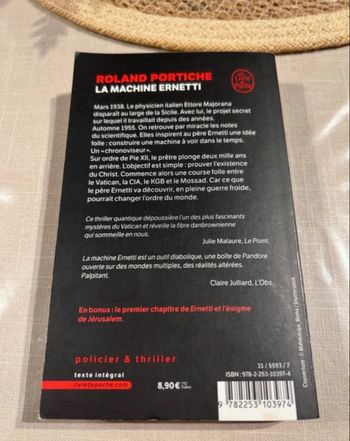 ROLAND PORTICHE
LA MACHINE ERNETTI
Le Livre
de Poche
Mars 1938. Le physicien italien Ettore Majorana
disparaît au large de la Sicile. Avec lui, le projet secret
sur lequel il travaillait depuis des années.
Automne 1955. On retrouve par miracle les notes
du scientifique. Elles inspirent au père Ernetti une idée
folle : construire une machine à voir dans le temps.
Un « chronoviseur ».
Sur ordre de Pie XII, le prêtre plonge deux mille ans
en arrière. L'objectif est simple : prouver l'existence
du Christ. Commence alors une course folle entre
le Vatican, la CIA, le KGB et le Mossad. Car ce que
le père Ernetti va découvrir, en pleine guerre froide,
pourrait changer l'ordre du monde.
Ce thriller quantique dépoussière l'un des plus fascinants
mystères du Vatican et réveille la fibre danbrownienne
qui sommeille en nous.
Julie Malaure, Le Point.
La machine Ernetti est un outil diabolique, une boîte de Pandore
ouverte sur des mondes multiples, des réalités altérées.
Palpitant.
Claire Julliard, L'Obs.
En bonus : le premier chapitre de Ernetti et l'énigme
de Jérusalem.
policier & thriller
texte intégral
livredepoche.com
8,90 €
31 / 5593 / 7
ISBN : 978-2-253-10397-4
9 782253 103974
Couverture : ©
/ Shutterstock